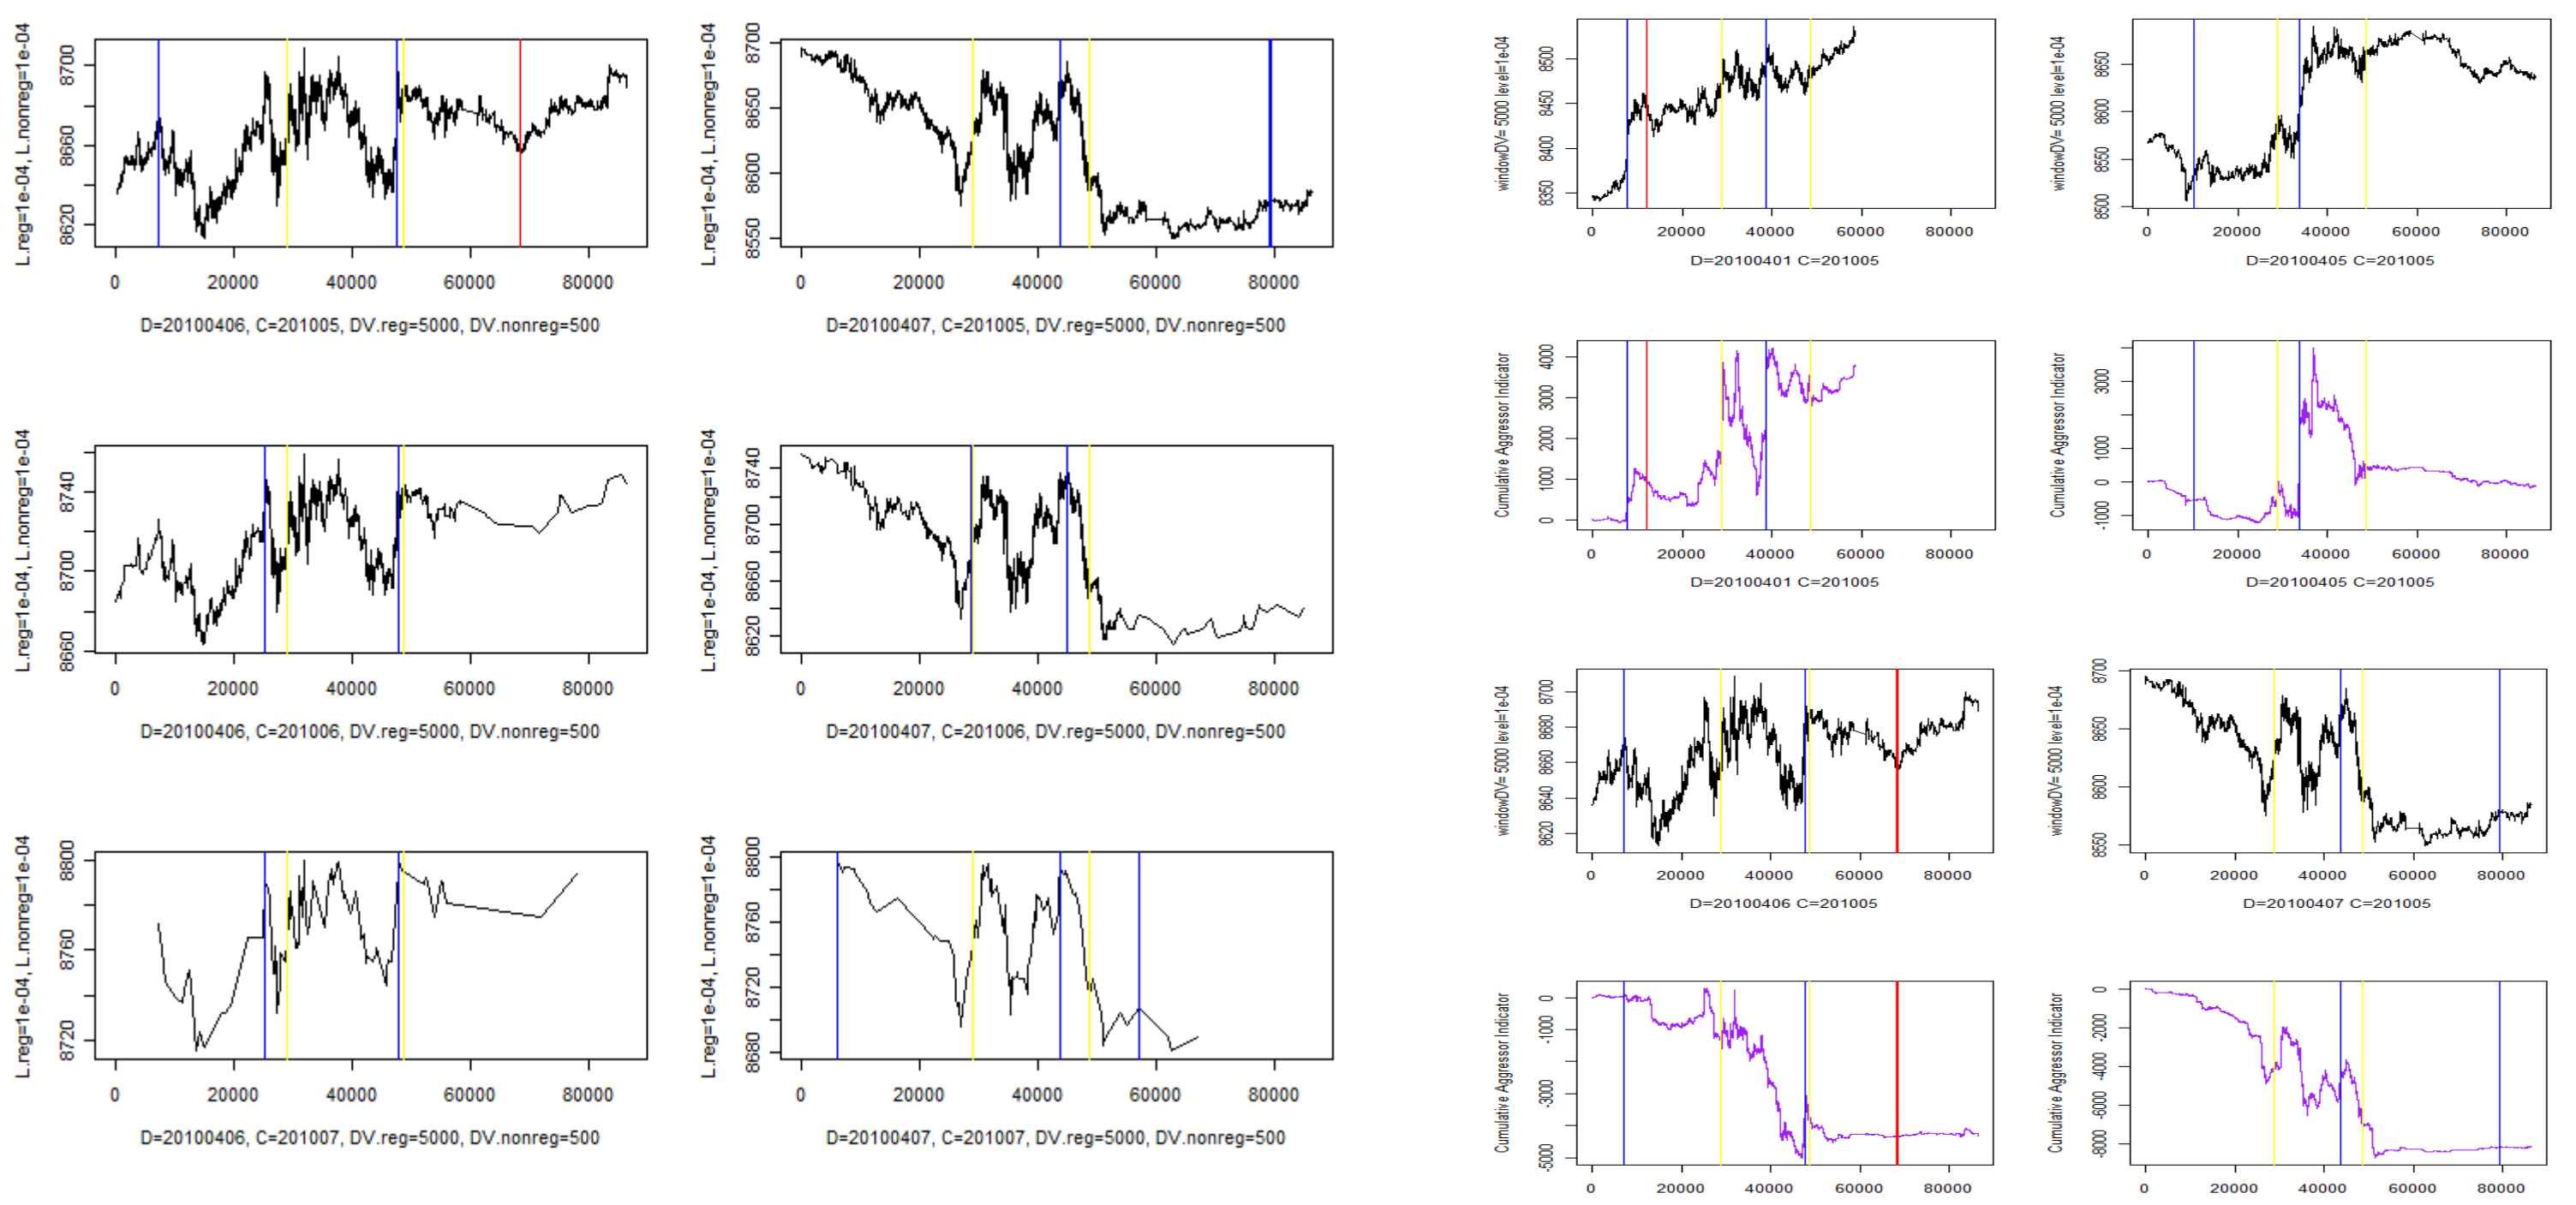 L.reg=1e-04, L.nonreg=1e-04
8620 8660 8700
0 20000 40000 60000 80000
D=20100406, C=201005, DV.reg=5000, DV.nonreg=500
L.reg=1e-04, L.nonreg=1e-04
8550 8600 8650 8700
0 20000 40000 60000 80000
D=20100407, C=201005, DV.reg=5000, DV.nonreg=500
L.reg=1e-04, L.nonreg=1e-04
8660 8700 8740
0 20000 40000 60000 80000
D=20100406, C=201006, DV.reg=5000, DV.nonreg=500
L.reg=1e-04, L.nonreg=1e-04
8620 8660 8700 8740
0 20000 40000 60000 80000
D=20100407, C=201006, DV.reg=5000, DV.nonreg=500
L.reg=1e-04, L.nonreg=1e-04
8720 8760 8800
0 20000 40000 60000 80000
D=20100406, C=201007, DV.reg=5000, DV.nonreg=500
L.reg=1e-04, L.nonreg=1e-04
8680 8720 8760 8800
0 20000 40000 60000 80000
D=20100407, C=201007, DV.reg=5000, DV.nonreg=500
windowDV= 5000 level=1e-04
8350 8400 8450 8500
0 20000 40000 60000 80000
D=20100401 C=201005
windowDV= 5000 level=1e-04
8500 8550 8600 8650
0 20000 40000 60000 80000
D=20100405 C=201005
Cumulative Aggressor Indicator
0 1000 2000 3000 4000
0 20000 40000 60000 80000
D=20100401 C=201005
Cumulative Aggressor Indicator
-1000 0 1000 3000
0 20000 40000 60000 80000
D=20100405 C=201005
windowDV= 5000 level=1e-04
8620 8640 8660 8680 8700
0 20000 40000 60000 80000
D=20100406 C=201005
windowDV= 5000 level=1e-04
8550 8600 8650 8700
0 20000 40000 60000 80000
D=20100407 C=201005
Cumulative Aggressor Indicator
-5000 -3000 -1000 0
0 20000 40000 60000 80000
Cumulative Aggressor Indicator
-8000 -6000 -4000 -2000 0
0 20000 40000 60000 80000